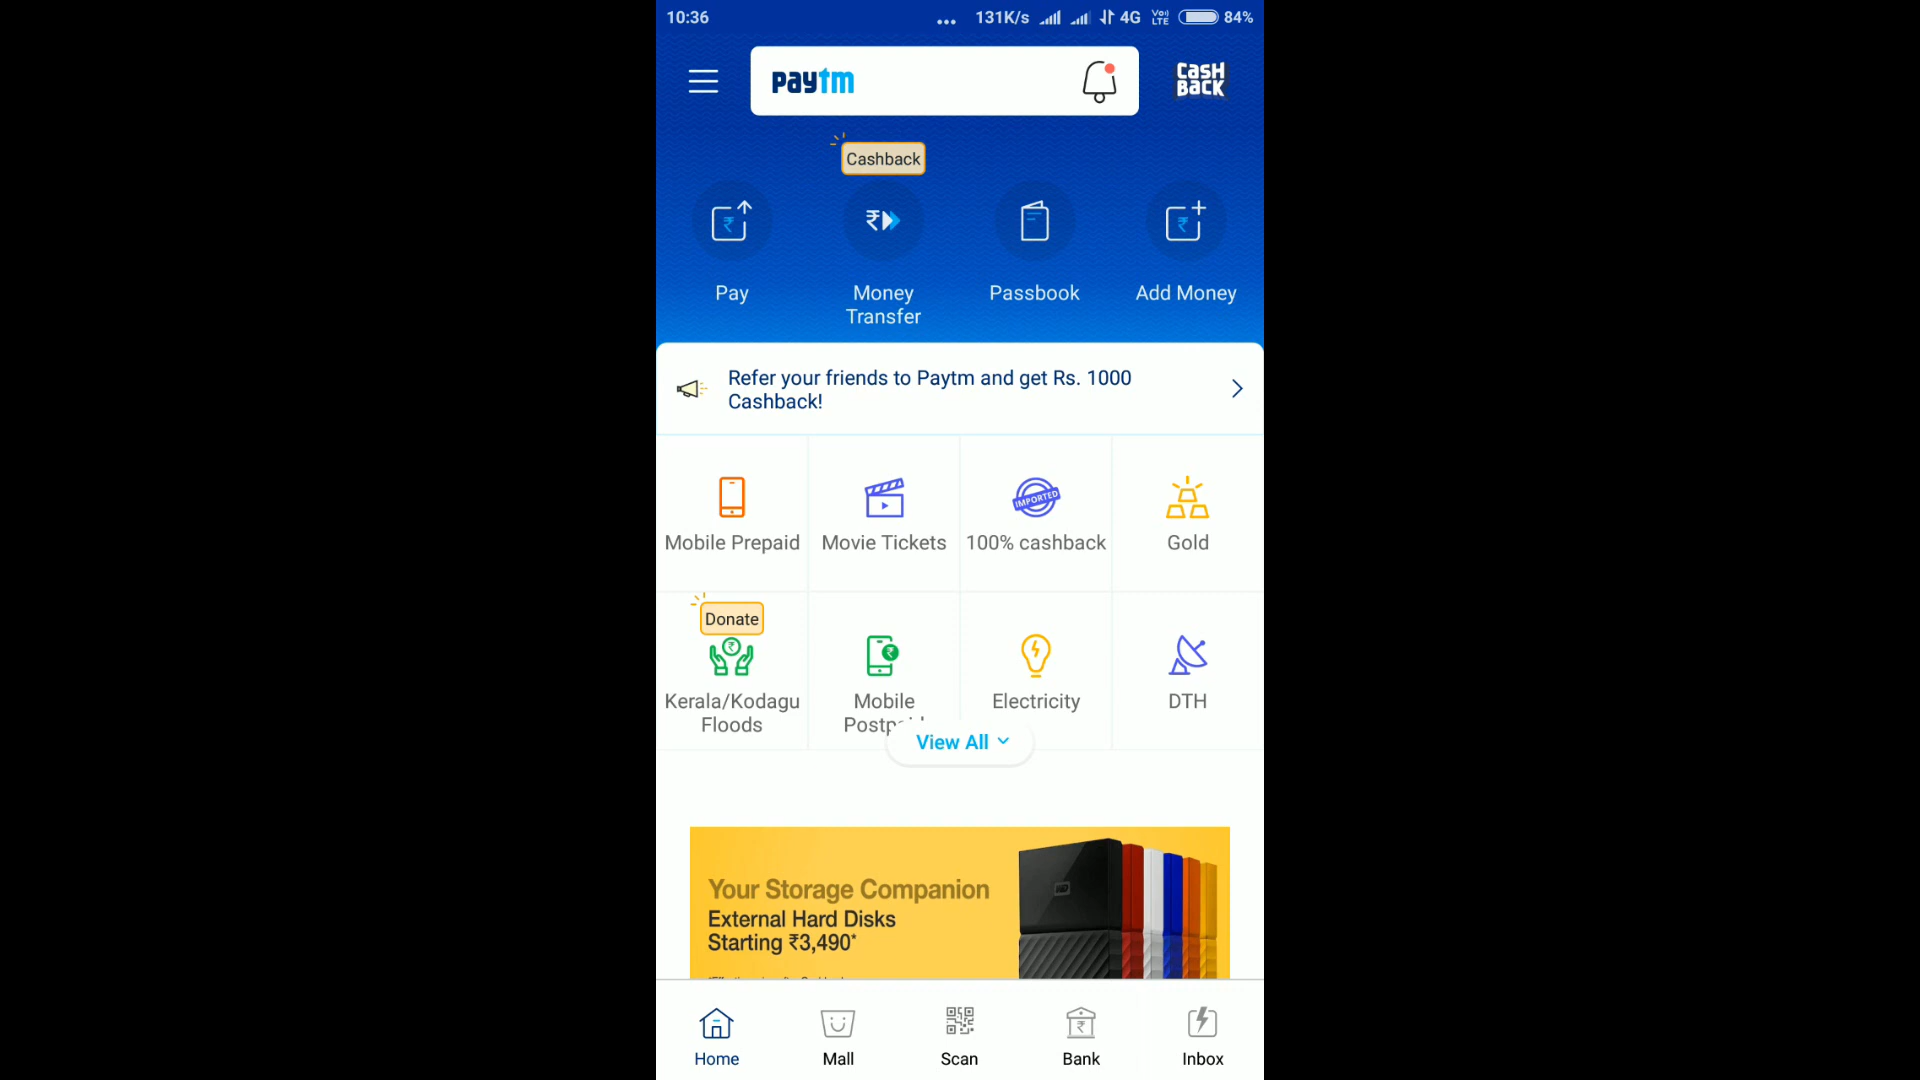 10:36
... 131K/s 4G VoLTE 84%
paytm
CASH
BACK
Cashback
Pay
Money
Transfer
Passbook
Add Money
Refer your friends to Paytm and get Rs. 1000
Cashback!
Mobile Prepaid
Movie Tickets
IMPORTED
100% cashback
Gold
Donate
Kerala/Kodagu
Floods
Mobile
Electricity
DTH
View All
Your Storage Companion
External Hard Disks
Starting ₹3,490*
Home
Mall
Scan
Bank
Inbox